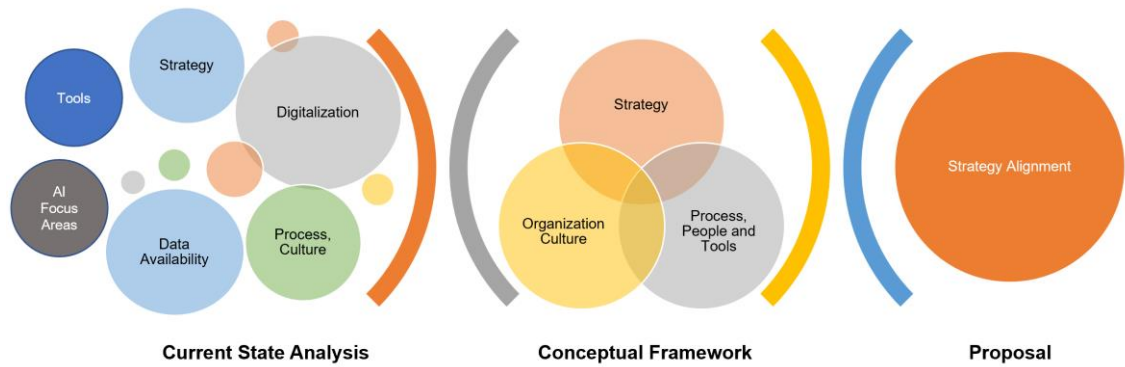 Tools
Strategy
Digitalization
AI
Focus
Areas
Data
Availability
Process,
Culture
Strategy
Organization
Culture
Process,
People and
Tools
Strategy Alignment
Current State Analysis
Conceptual Framework
Proposal